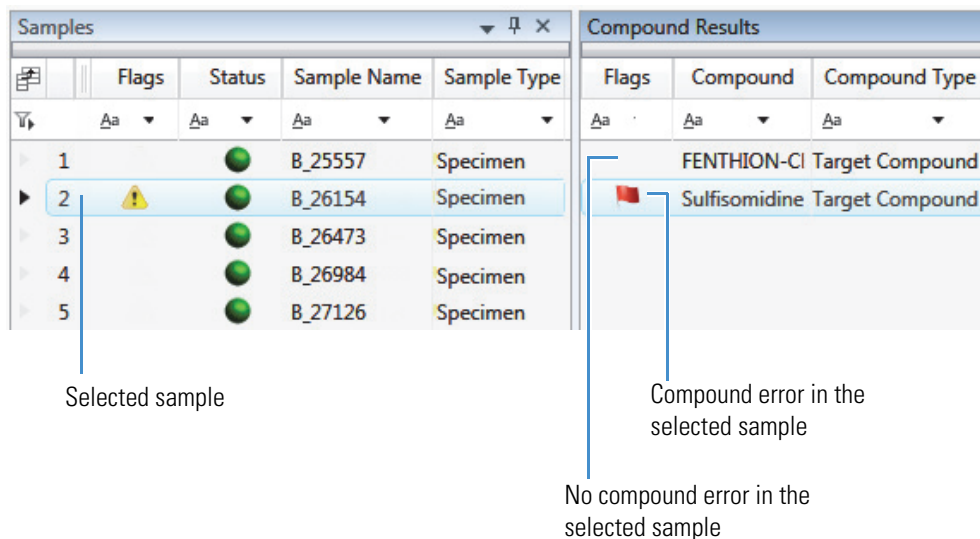 Samples
Compound Results
Flags Status Sample Name Sample Type
Flags Compound Compound Type
Aa Aa Aa Aa
Aa Aa Aa
1 B_25557 Specimen
FENTHION-Cl Target Compound
2 B_26154 Specimen
Sulfisomidine Target Compound
3 B_26473 Specimen
4 B_26984 Specimen
5 B_27126 Specimen
Selected sample
Compound error in the
selected sample
No compound error in the
selected sample